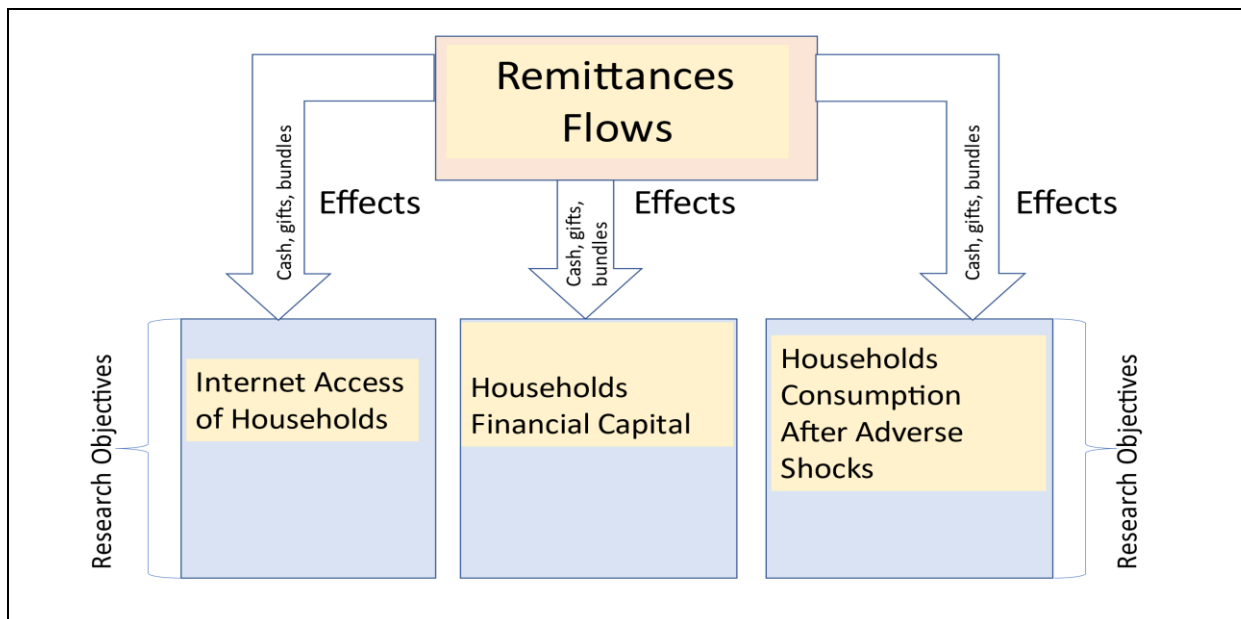 Remittances
Flows
Cash, gifts, bundles
Effects
Cash, gifts,
bundles
Effects
Cash, gifts, bundles
Effects
Research Objectives
Internet Access
of Households
Households
Financial Capital
Households
Consumption
After Adverse
Shocks
Research Objectives